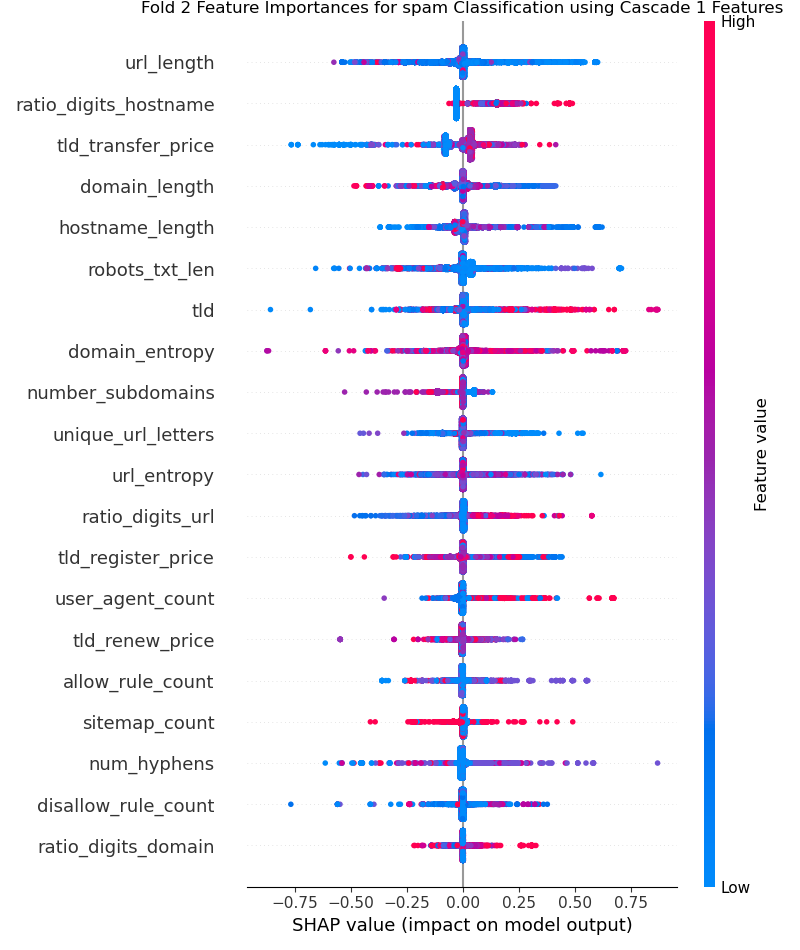 Fold 2 Feature Importances for spam Classification using Cascade 1 Features
High
url_length
ratio_digits_hostname
tld_transfer_price
domain_length
hostname_length
robots_txt_len
tld
domain_entropy
number_subdomains
unique_url_letters
url_entropy
ratio_digits_url
tld_register_price
user_agent_count
tld_renew_price
allow_rule_count
sitemap_count
num_hyphens
disallow_rule_count
ratio_digits_domain
Feature value
Low
−0.75 −0.50 −0.25 0.00 0.25 0.50 0.75
SHAP value (impact on model output)